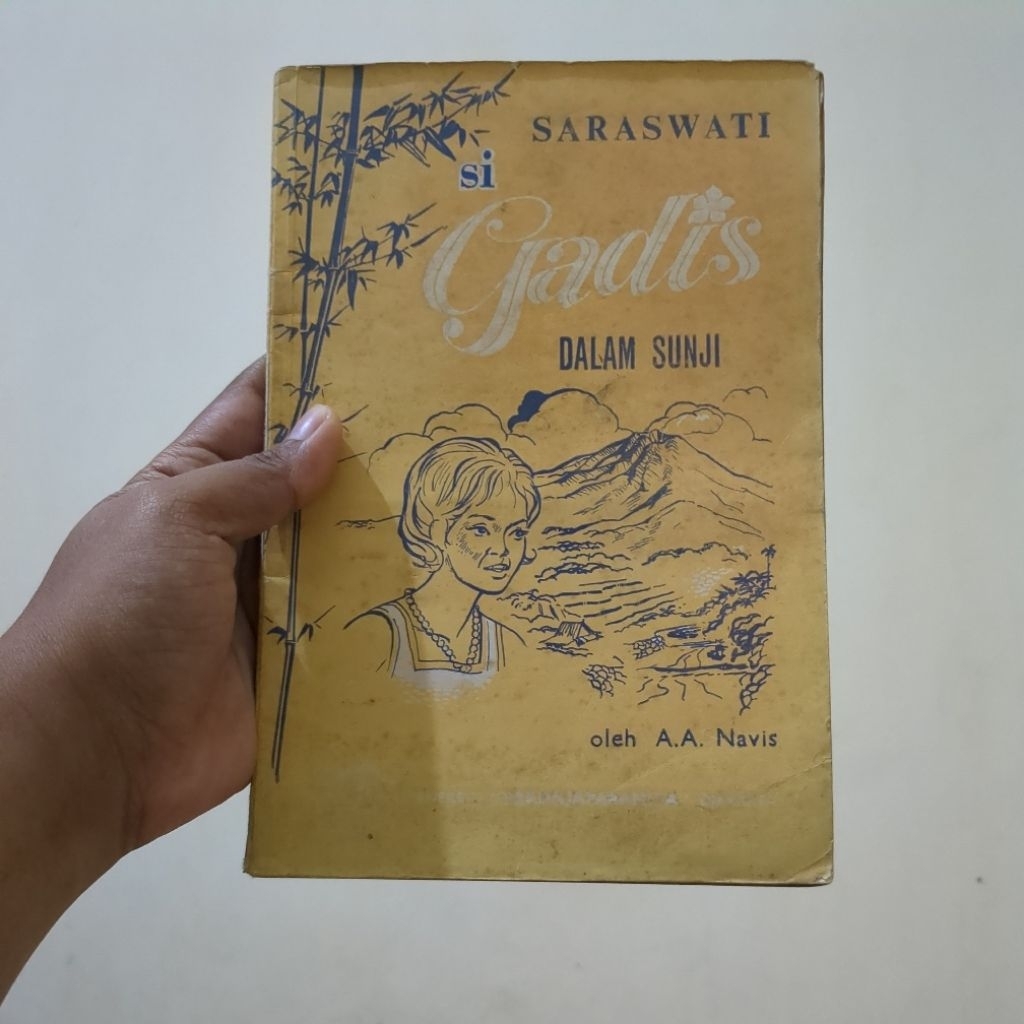 SARASWATI
si
Gadis
DALAM SUNJI
oleh A.A. Navis